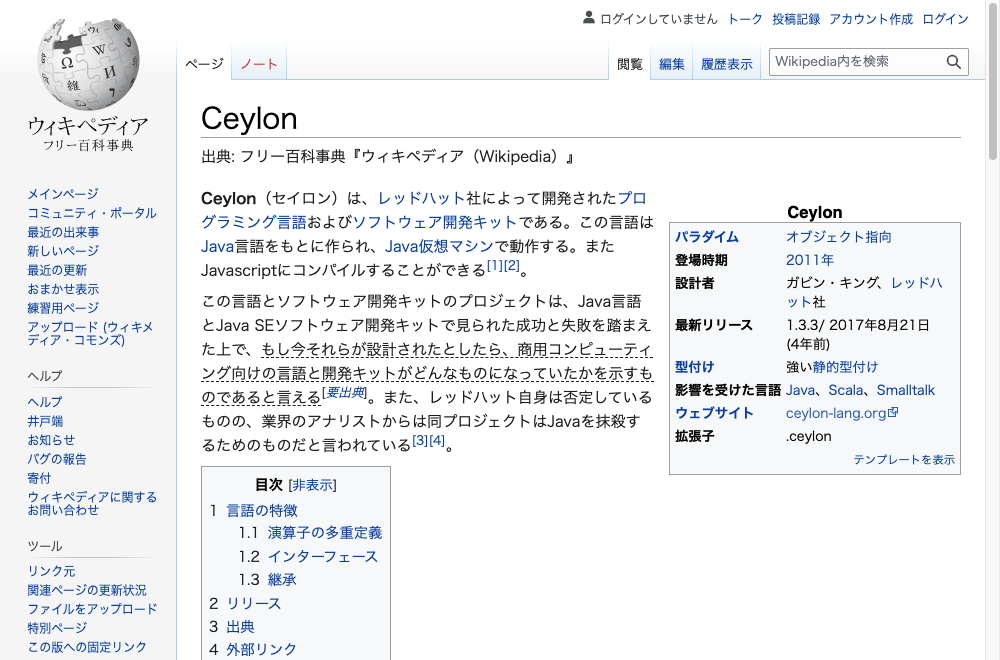 ログインしていません トーク 投稿記録 アカウント作成 ログイン
ウィキペディア
フリー百科事典
ページ ノート 閲覧 編集 履歴表示 Wikipedia内を検索
メインページ
コミュニティ・ポータル
最近の出来事
新しいページ
最近の更新
おまかせ表示
練習用ページ
アップロード (ウィキメ
ディア・コモンズ)
ヘルプ
ヘルプ
井戸端
お知らせ
バグの報告
寄付
ウィキペディアに関する
お問い合わせ
ツール
リンク元
関連ページの更新状況
ファイルをアップロード
特別ページ
この版への固定リンク
Ceylon
出典: フリー百科事典『ウィキペディア（Wikipedia）』
Ceylon（セイロン）は、レッドハット社によって開発されたプロ
グラミング言語およびソフトウェア開発キットである。この言語は
Java言語をもとに作られ、Java仮想マシンで動作する。また
Javascriptにコンパイルすることができる[1][2]。
この言語とソフトウェア開発キットのプロジェクトは、Java言語
とJava SEソフトウェア開発キットで見られた成功と失敗を踏まえ
た上で、もし今それらが設計されたとしたら、商用コンピューティ
ング向けの言語と開発キットがどんなものになっていたかを示すも
のであると言える[要出典]。また、レッドハット自身は否定している
ものの、業界のアナリストからは同プロジェクトはJavaを抹殺す
るためのものだと言われている[3][4]。
Ceylon
パラダイム オブジェクト指向
登場時期 2011年
設計者 ガビン・キング、レッドハ
ット社
最新リリース 1.3.3/ 2017年8月21日
(4年前)
型付け 強い静的型付け
影響を受けた言語 Java、Scala、Smalltalk
ウェブサイト ceylon-lang.org
拡張子 .ceylon
テンプレートを表示
目次 [非表示]
1 言語の特徴
1.1 演算子の多重定義
1.2 インターフェース
1.3 継承
2 リリース
3 出典
4 外部リンク